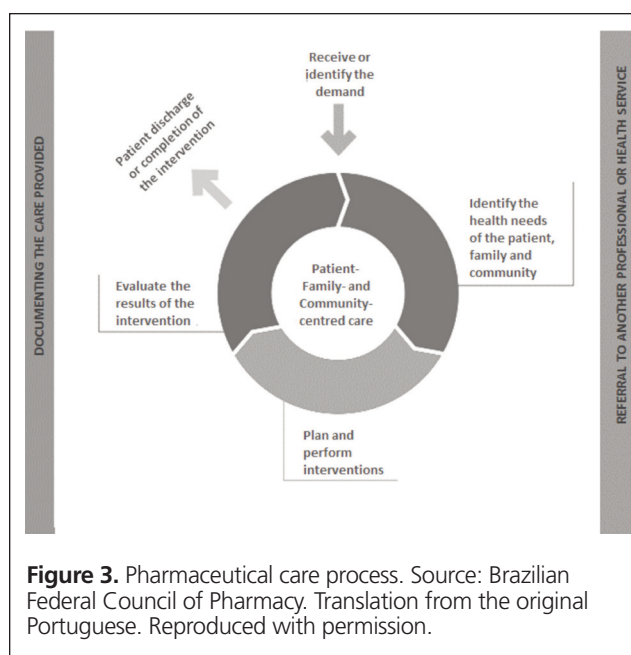 Receive or
identify the
demand
Patient discharge
or completion of
the intervention
DOCUMENTING THE CARE PROVIDED
REFERRAL TO ANOTHER PROFESSIONAL OR HEALTH SERVICE
Identify the
health needs
of the patient,
family and
community
Patient-
Family- and
Community-
centred care
Evaluate the
results of the
intervention
Plan and
perform
interventions
Figure 3. Pharmaceutical care process. Source: Brazilian
Federal Council of Pharmacy. Translation from the original
Portuguese. Reproduced with permission.